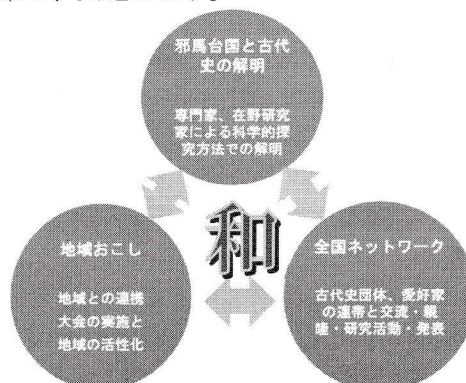 邪馬台国と古代
史の解明
専門家、在野研究
家による科学的探
究方法での解明
和
地域おこし
地域との連携
大会の実施と
地域の活性化
全国ネットワーク
古代史団体、愛好家
の連帯と交流・親
睦・研究活動・発表